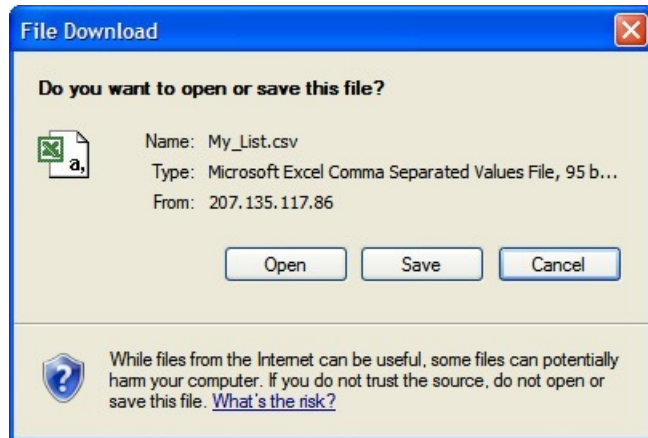 File Download
Do you want to open or save this file?
Name: My_List.csv
Type: Microsoft Excel Comma Separated Values File, 95 b...
From: 207.135.117.86
a,
Open Save Cancel
While files from the Internet can be useful, some files can potentially
harm your computer. If you do not trust the source, do not open or
save this file. What's the risk?